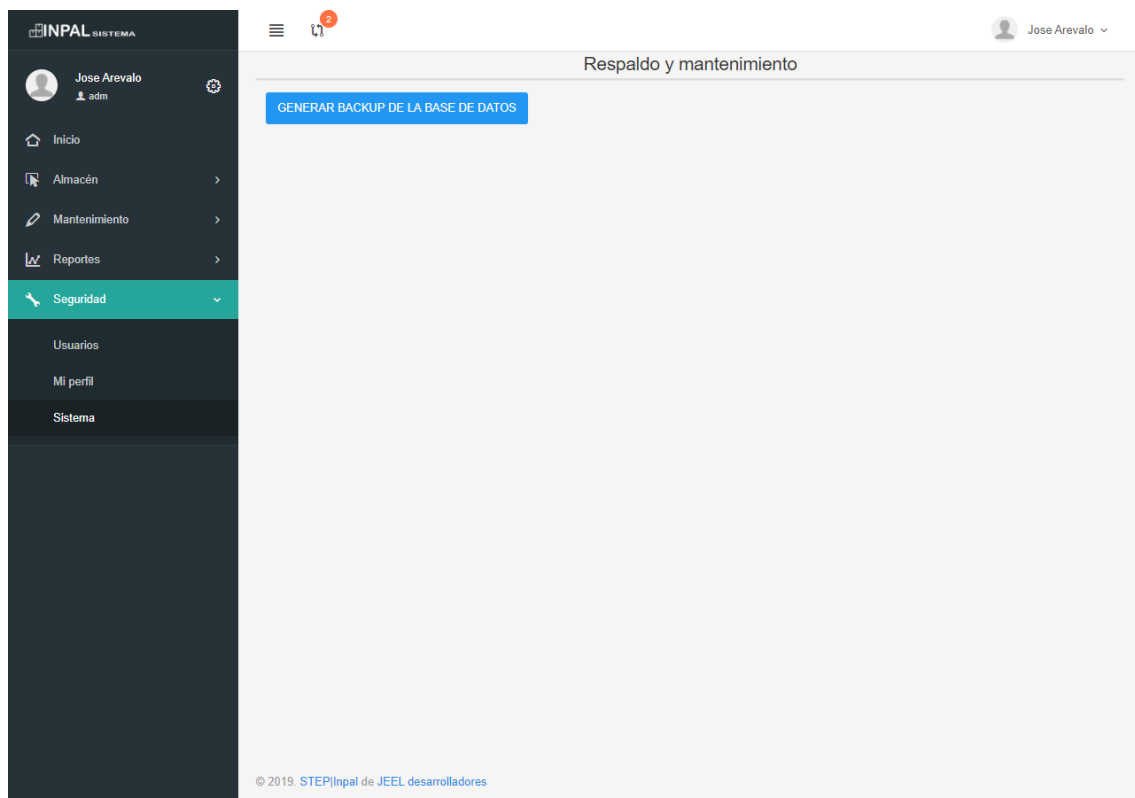 INPAL SISTEMA
2
Jose Arevalo
Jose Arevalo
adm
Inicio
Almacén
Mantenimiento
Reportes
Seguridad
Usuarios
Mi perfil
Sistema
Respaldo y mantenimiento
GENERAR BACKUP DE LA BASE DE DATOS
© 2019. STEP|Inpal de JEEL desarrolladores